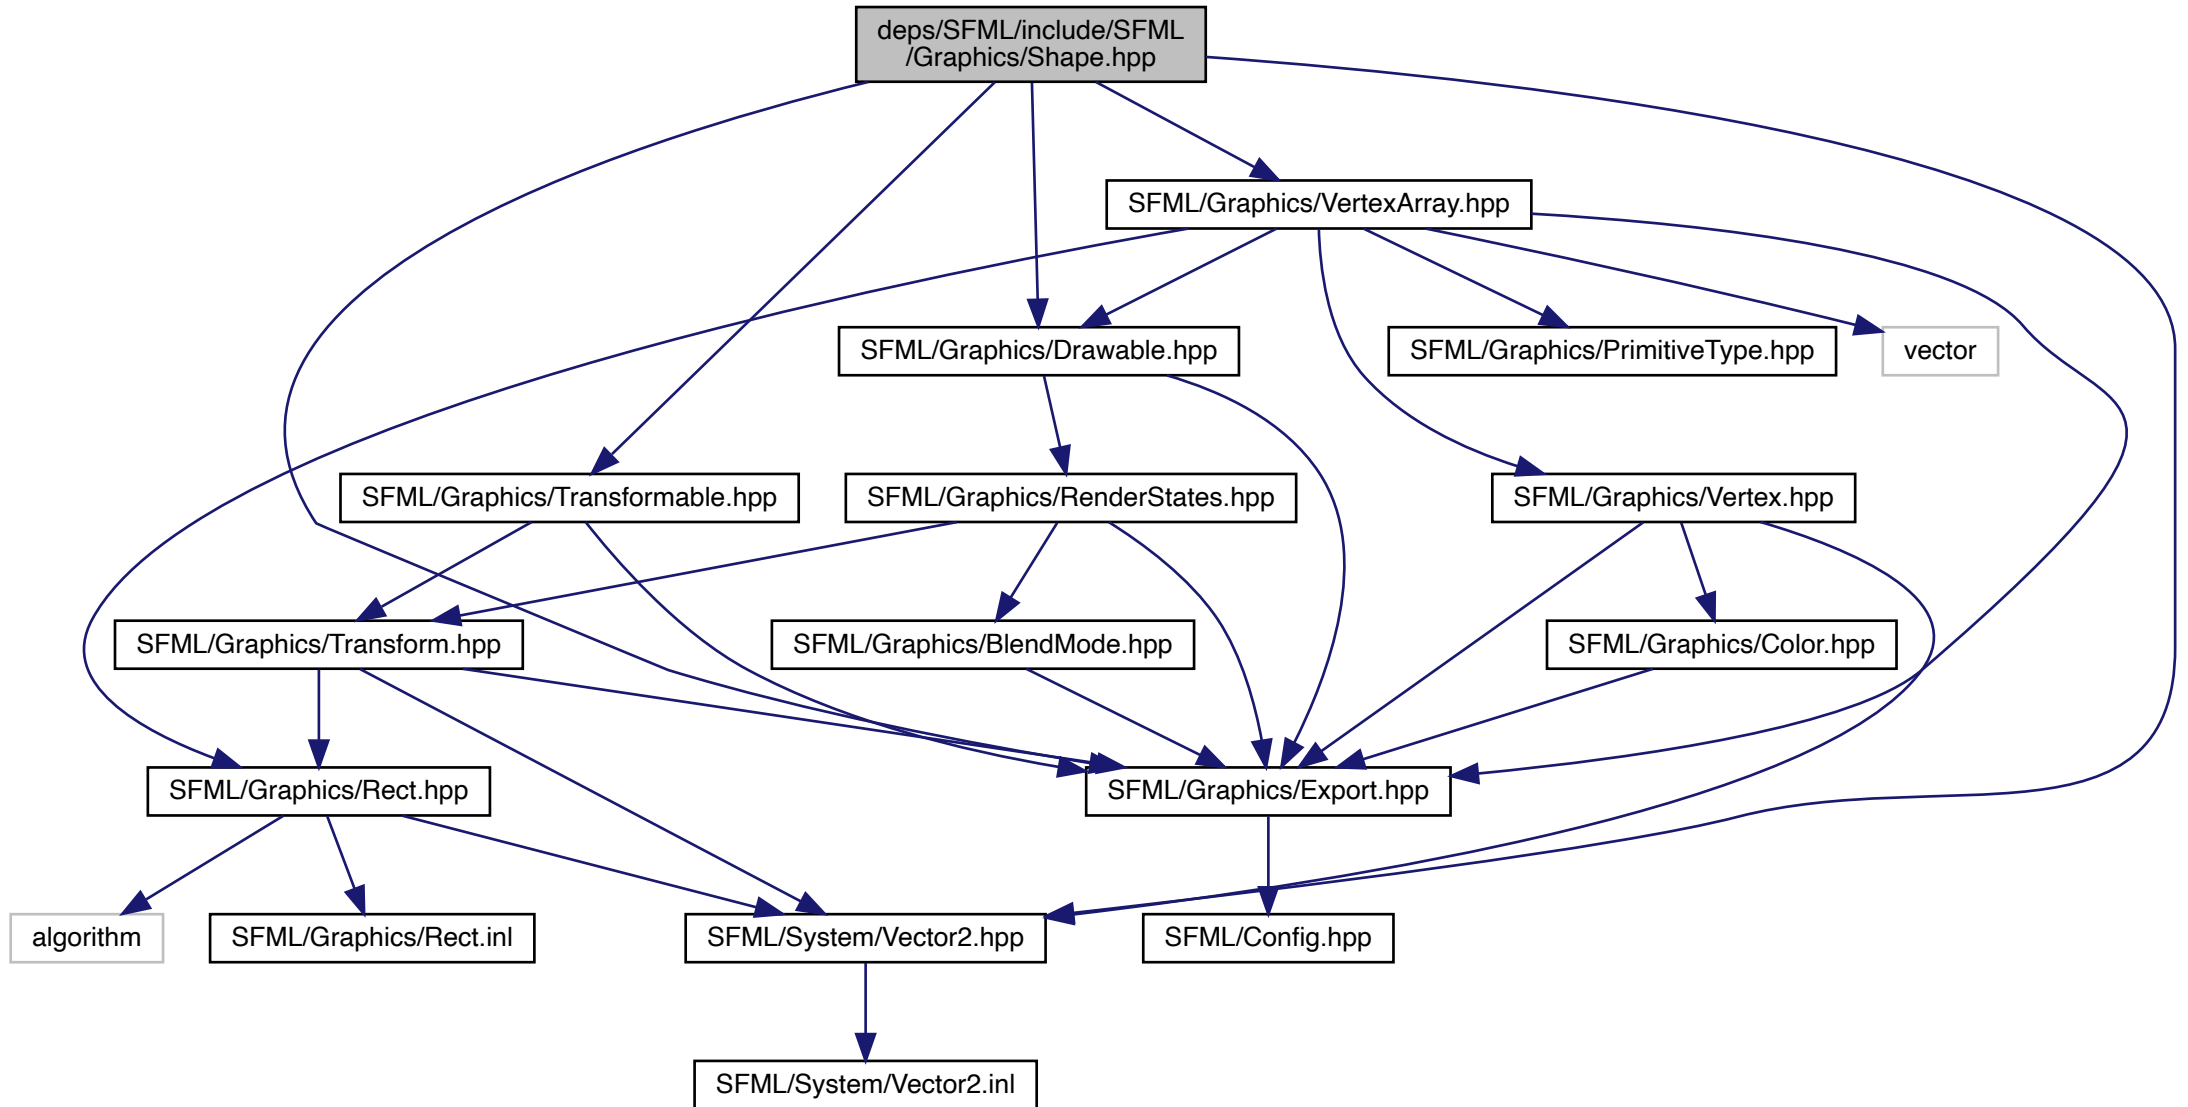 deps/SFML/include/SFML
/Graphics/Shape.hpp
SFML/Graphics/VertexArray.hpp
SFML/Graphics/Drawable.hpp
SFML/Graphics/PrimitiveType.hpp
vector
SFML/Graphics/Transformable.hpp
SFML/Graphics/RenderStates.hpp
SFML/Graphics/Vertex.hpp
SFML/Graphics/Transform.hpp
SFML/Graphics/BlendMode.hpp
SFML/Graphics/Color.hpp
SFML/Graphics/Rect.hpp
SFML/Graphics/Export.hpp
algorithm
SFML/Graphics/Rect.inl
SFML/System/Vector2.hpp
SFML/Config.hpp
SFML/System/Vector2.inl